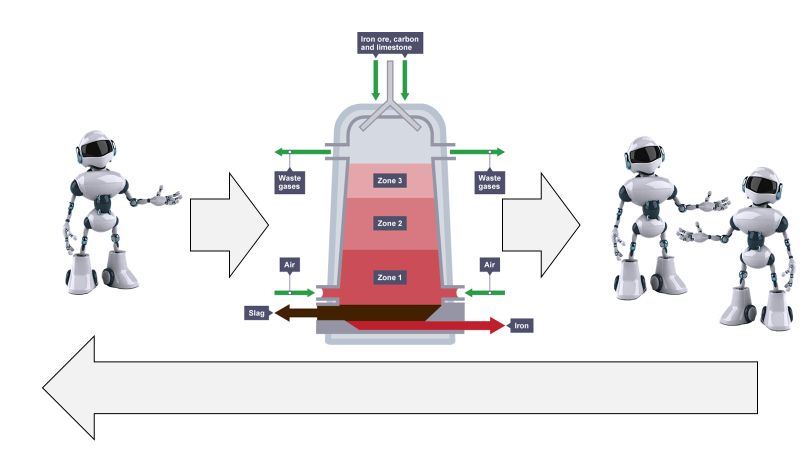 Iron ore, carbon
and limestone
Waste
gases
Waste
gases
Zone 3
Zone 2
Zone 1
Air
Air
Slag
Iron